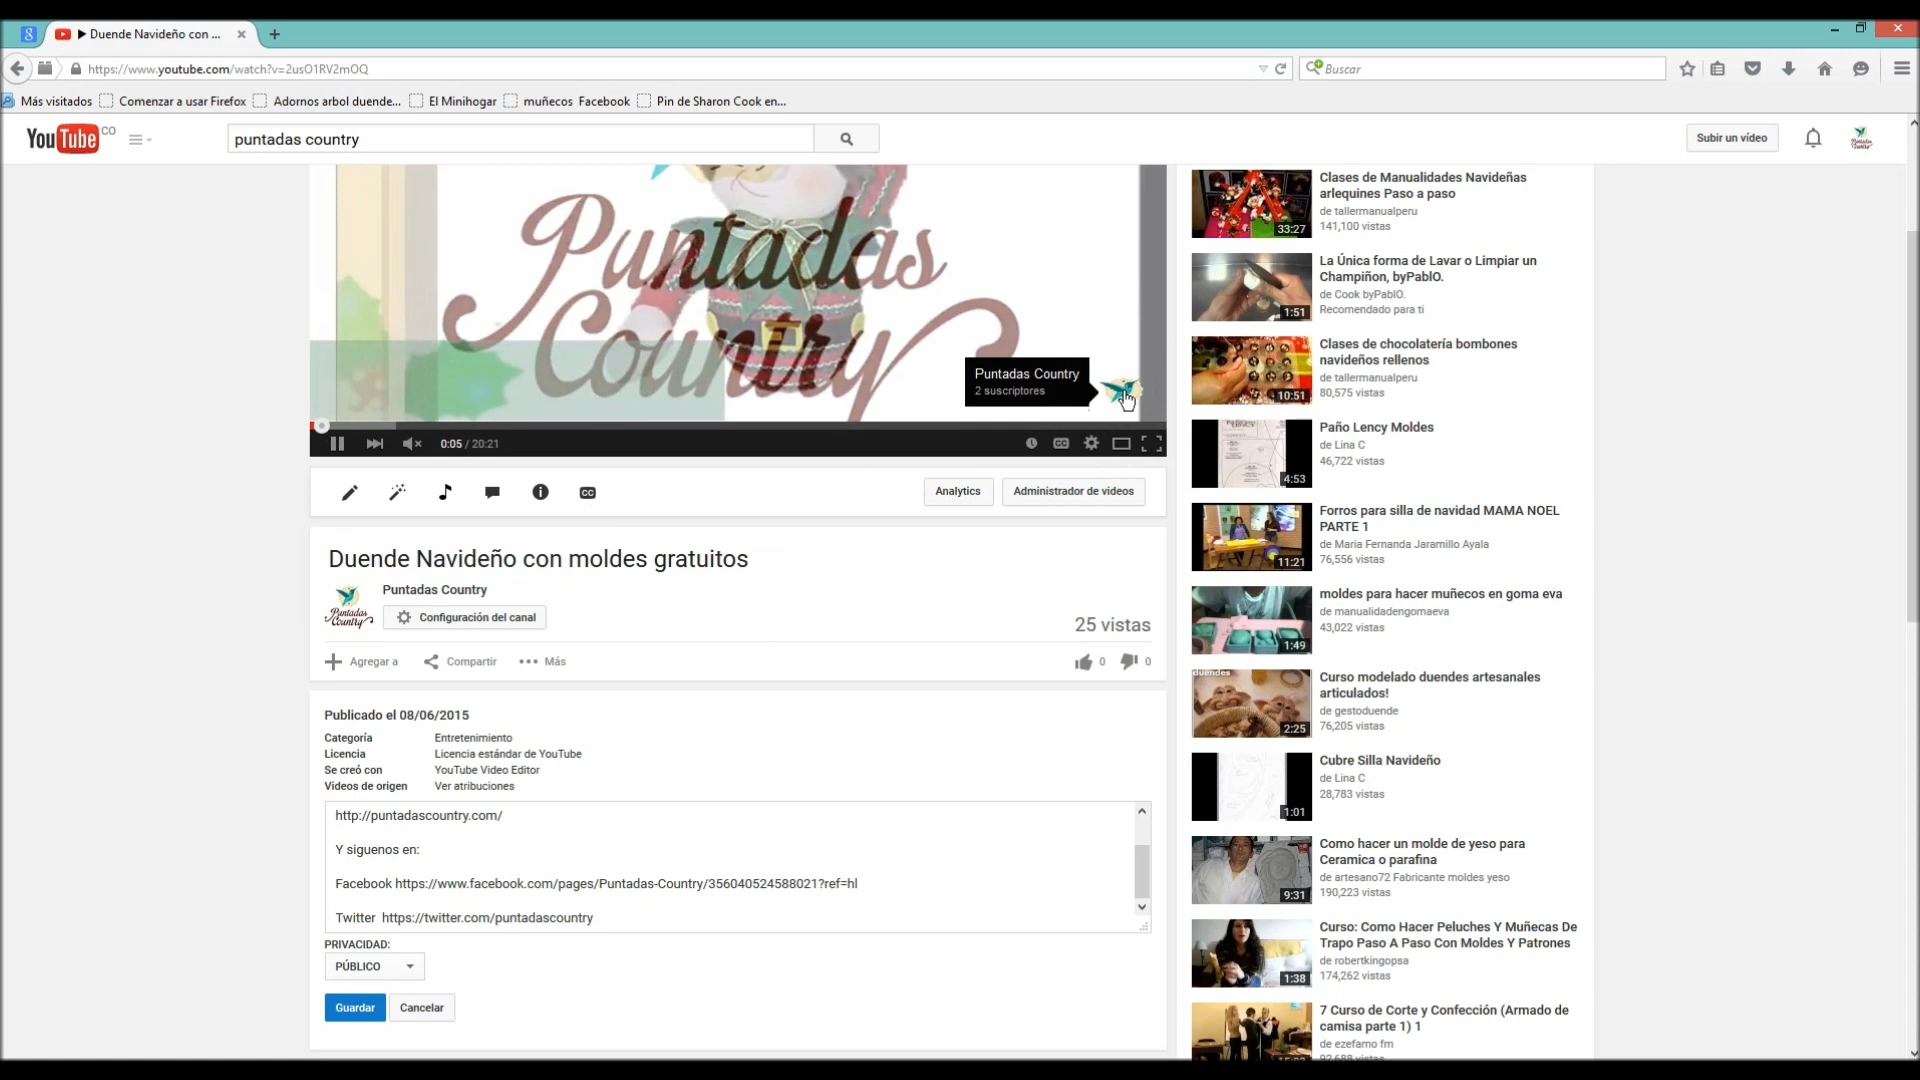 Duende Navideño con ...
https://www.youtube.com/watch?v=2usO1RV2mOQ
Buscar
Más visitados
Comenzar a usar Firefox
Adornos arbol duende...
El Minihogar
muñecos Facebook
Pin de Sharon Cook en...
YouTube CO
puntadas country
Subir un vídeo
Puntadas Country
Puntadas Country
Puntadas Country
2 suscriptores
0:05 / 20:21
CC
CC
Analytics
Administrador de videos
Duende Navideño con moldes gratuitos
Puntadas Country
Puntadas Country
Configuración del canal
25 vistas
Agregar a
Compartir
Más
0
0
Publicado el 08/06/2015
Categoría Entretenimiento
Licencia Licencia estándar de YouTube
Se creó con YouTube Video Editor
Videos de origen Ver atribuciones
http://puntadascountry.com/
Y siguenos en:
Facebook https://www.facebook.com/pages/Puntadas-Country/356040524588021?ref=hl
Twitter https://twitter.com/puntadascountry
PRIVACIDAD:
PÚBLICO
Guardar
Cancelar
Clases de Manualidades Navideñas
arlequines Paso a paso
de tallermanualperu
141,100 vistas
33:27
La Única forma de Lavar o Limpiar un
Champiñon, byPablO.
de Cook byPablO.
Recomendado para ti
1:51
Clases de chocolatería bombones
navideños rellenos
de tallermanualperu
80,575 vistas
10:51
Paño Lency Moldes
de Lina C
46,722 vistas
4:53
Forros para silla de navidad MAMA NOEL
PARTE 1
de Maria Fernanda Jaramillo Ayala
76,556 vistas
11:21
moldes para hacer muñecos en goma eva
de manualidadengomaeva
43,022 vistas
1:49
duendes
Curso modelado duendes artesanales
articulados!
de gestoduende
76,205 vistas
2:25
Cubre Silla Navideño
de Lina C
28,783 vistas
1:01
Como hacer un molde de yeso para
Ceramica o parafina
de artesano72 Fabricante moldes yeso
190,223 vistas
9:31
Curso: Como Hacer Peluches Y Muñecas De
Trapo Paso A Paso Con Moldes Y Patrones
de robertkingopsa
174,262 vistas
1:38
7 Curso de Corte y Confección (Armado de
camisa parte 1) 1
de ezefamo fm
92,688 vistas